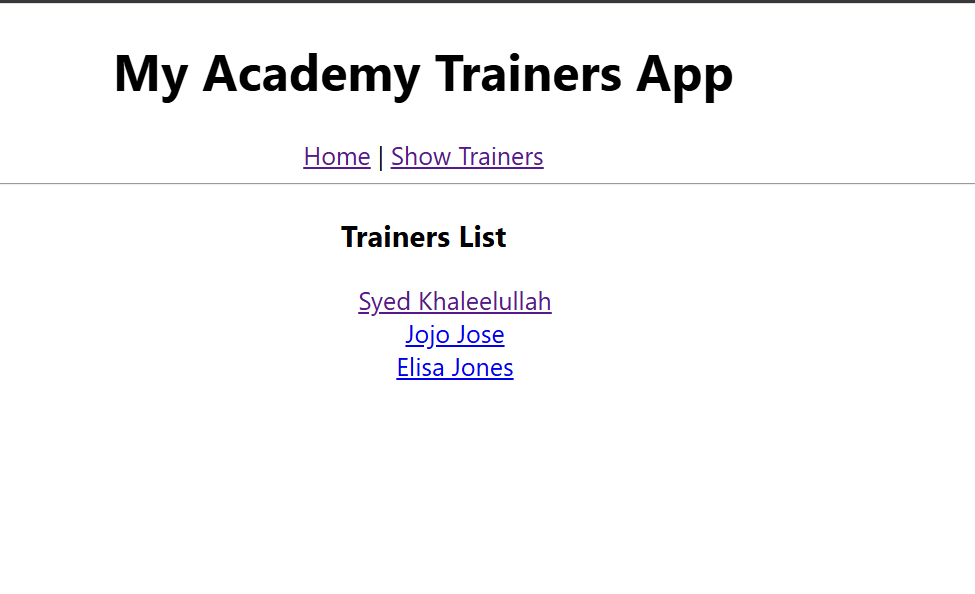 My Academy Trainers App
Home | Show Trainers
Trainers List
Syed Khaleelullah
Jojo Jose
Elisa Jones